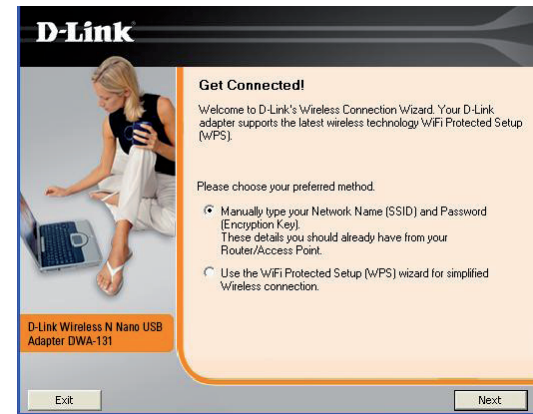 D-Link
Get Connected!
Welcome to D-Link's Wireless Connection Wizard. Your D-Link
adapter supports the latest wireless technology WiFi Protected Setup
(WPS).
Please choose your preferred method.
Manually type your Network Name (SSID) and Password
(Encryption Key).
These details you should already have from your
Router/Access Point.
Use the WiFi Protected Setup (WPS) wizard for simplified
Wireless connection.
D-Link Wireless N Nano USB
Adapter DWA-131
Exit
Next